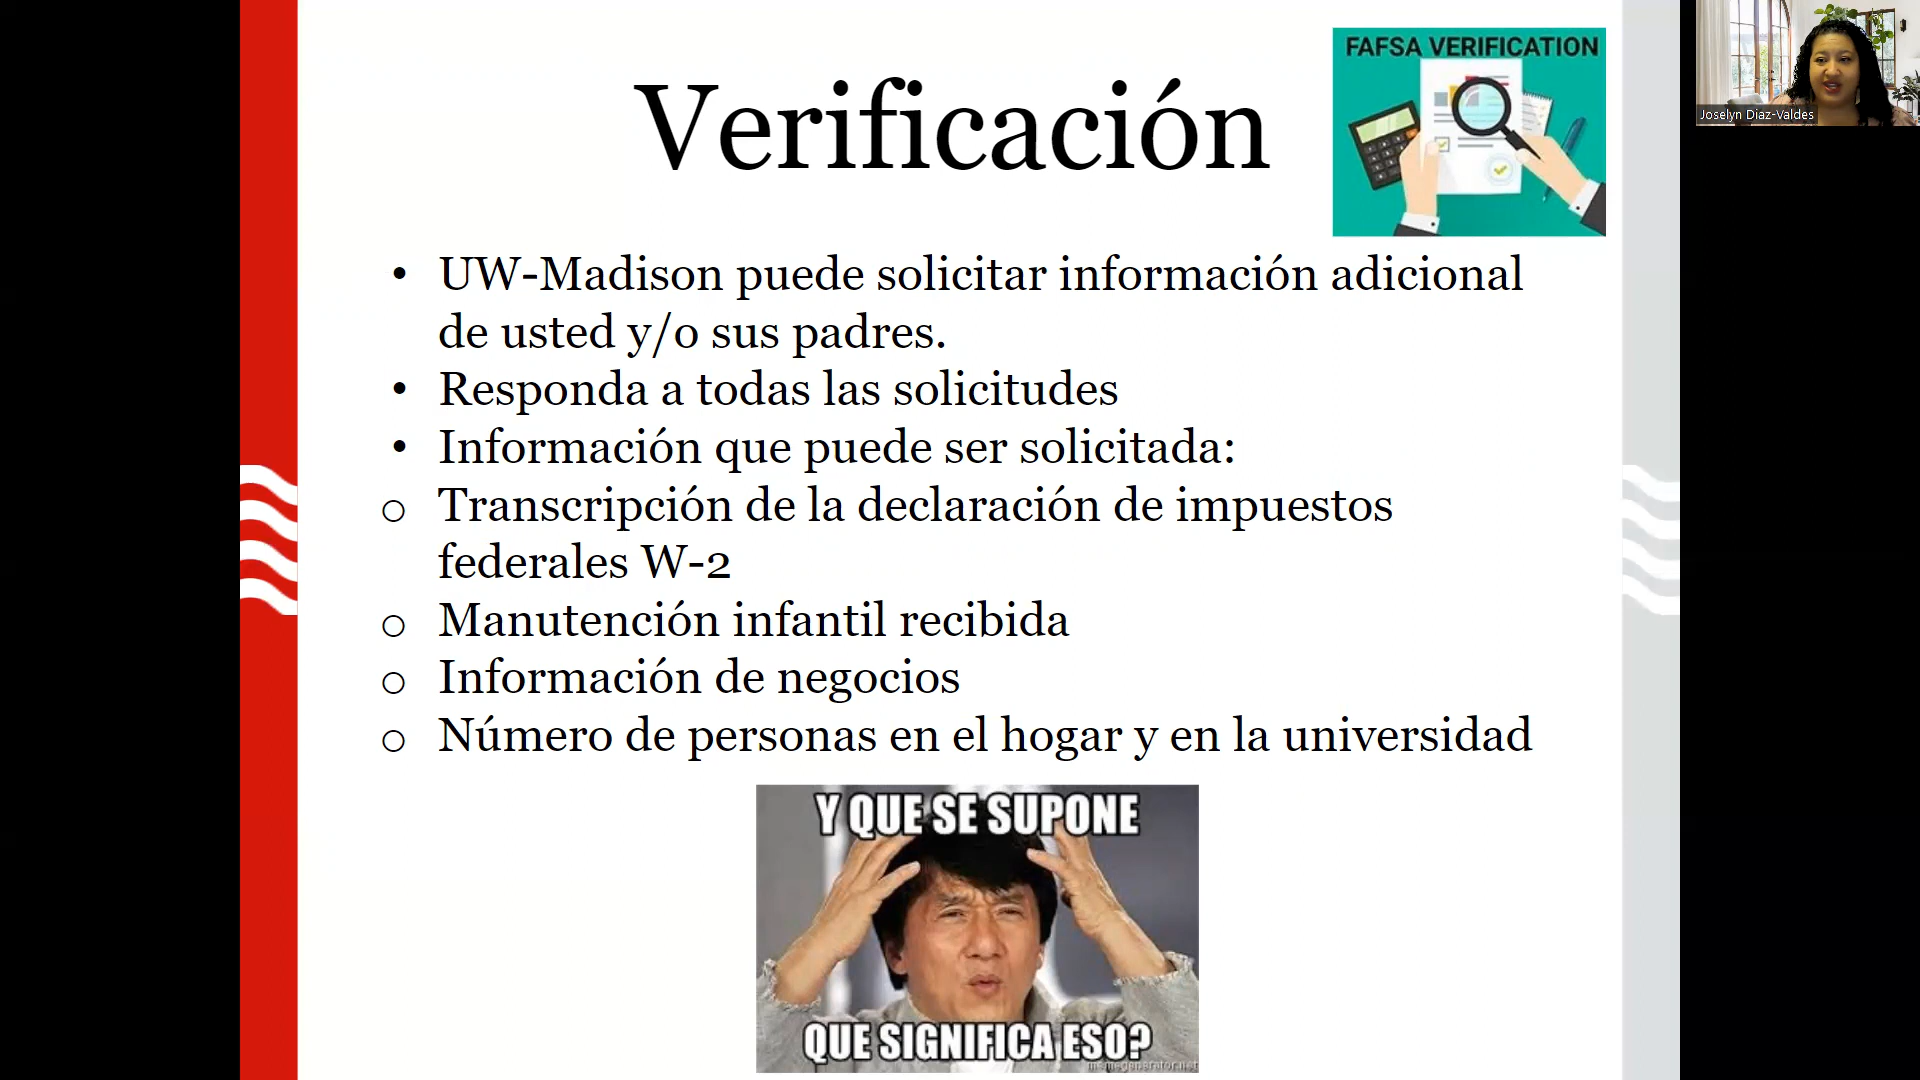 FAFSA VERIFICATION
Verificación
Joselyn Diaz-Valdes
• UW-Madison puede solicitar información adicional
de usted y/o sus padres.
• Responda a todas las solicitudes
• Información que puede ser solicitada:
o Transcripción de la declaración de impuestos
federales W-2
o Manutención infantil recibida
o Información de negocios
o Número de personas en el hogar y en la universidad
Y QUE SE SUPONE
QUE SIGNIFICA ESO?
memegenerator.net